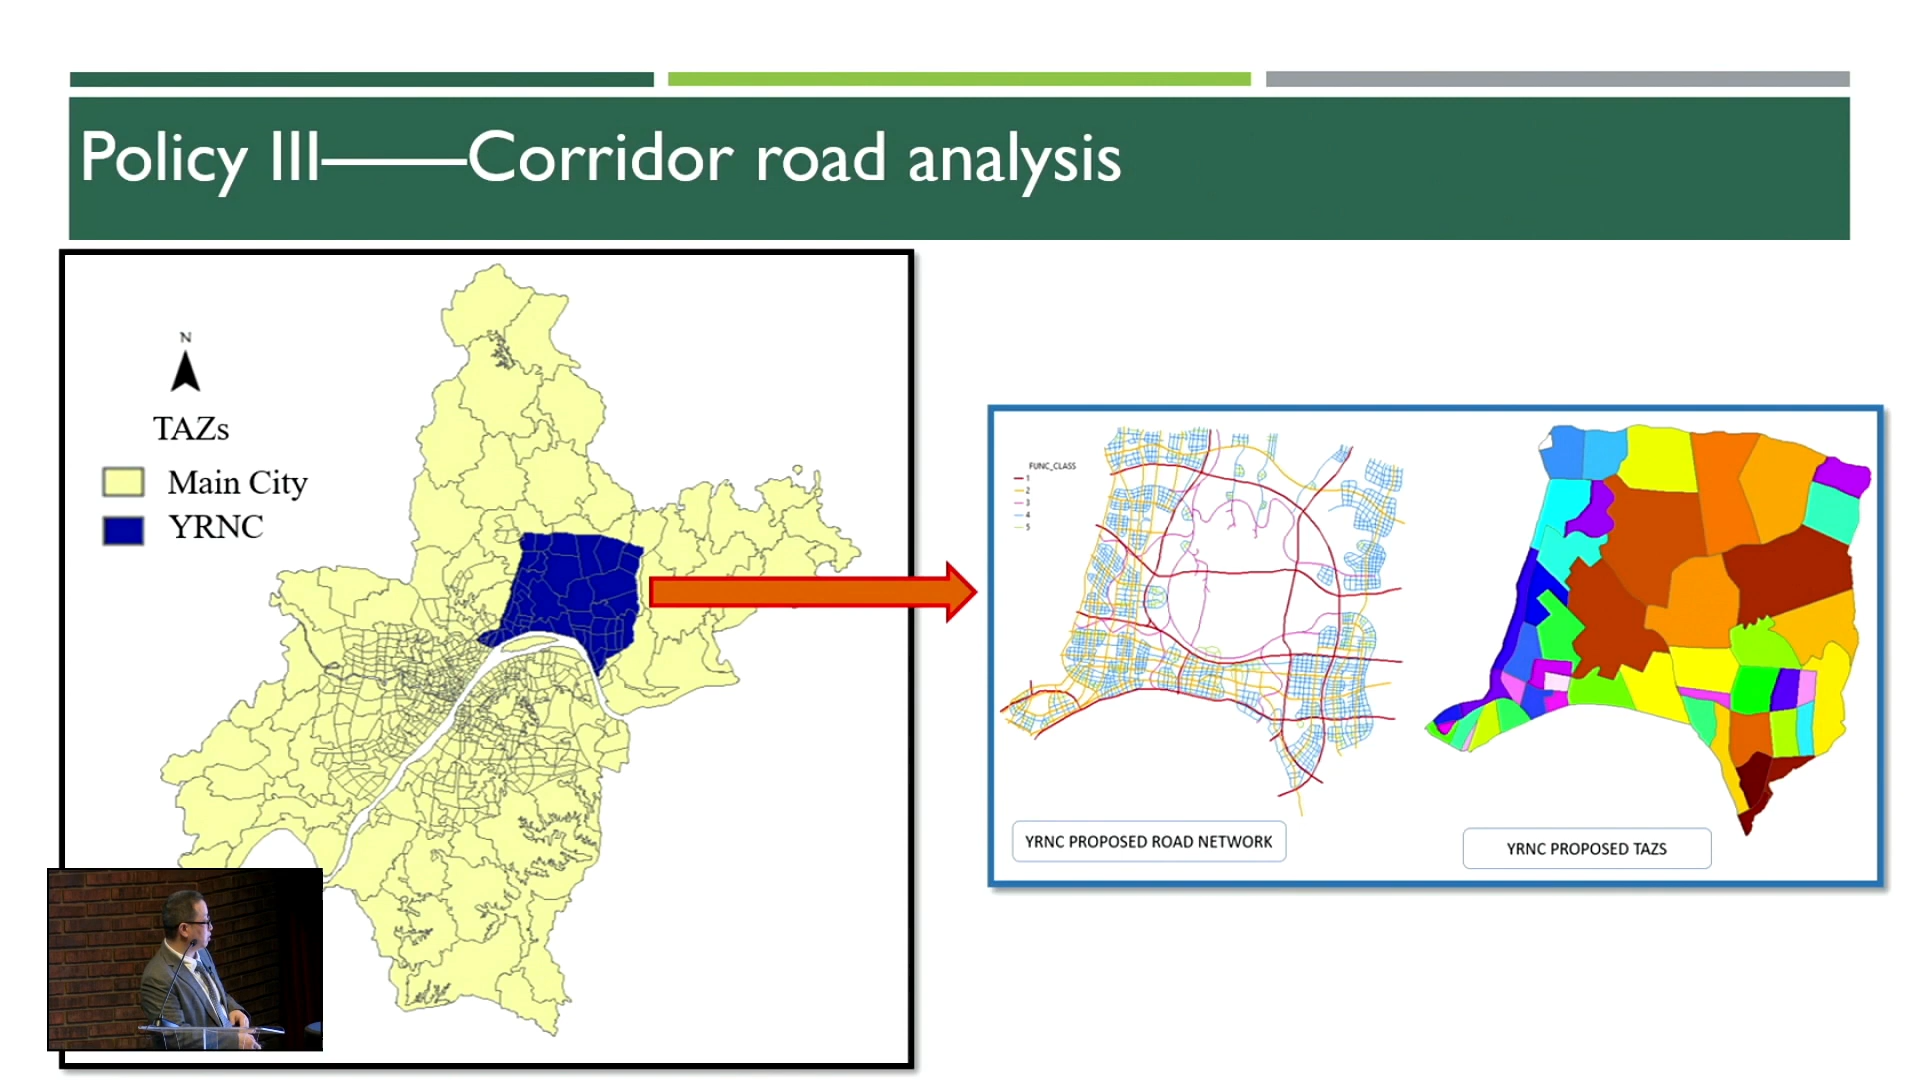 Policy III——Corridor road analysis
N
TAZs
Main City
YRNC
FUNC_CLASS
1
2
3
4
5
YRNC PROPOSED ROAD NETWORK
YRNC PROPOSED TAZS